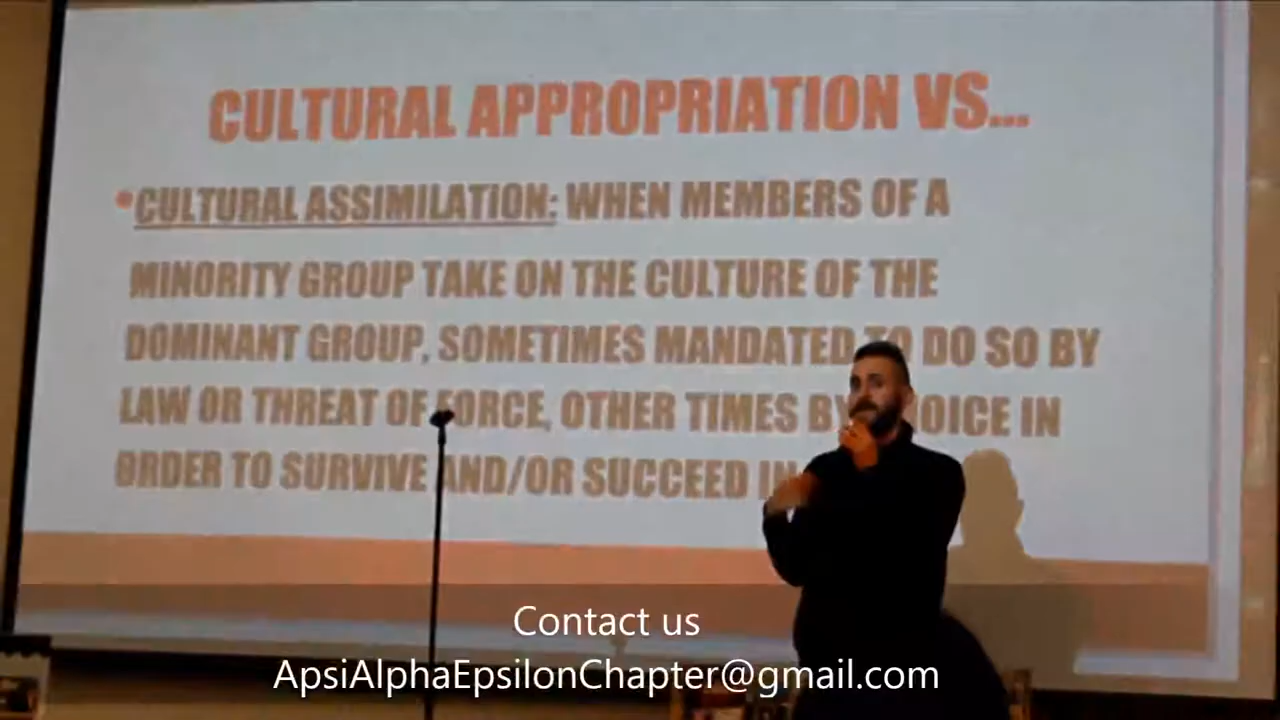 CULTURAL APPROPRIATION VS...
•CULTURAL ASSIMILATION: WHEN MEMBERS OF A
MINORITY GROUP TAKE ON THE CULTURE OF THE
DOMINANT GROUP, SOMETIMES MANDATED TO DO SO BY
LAW OR THREAT OF FORCE, OTHER TIMES BY CHOICE IN
ORDER TO SURVIVE AND/OR SUCCEED IN
Contact us
ApsiAlphaEpsilonChapter@gmail.com